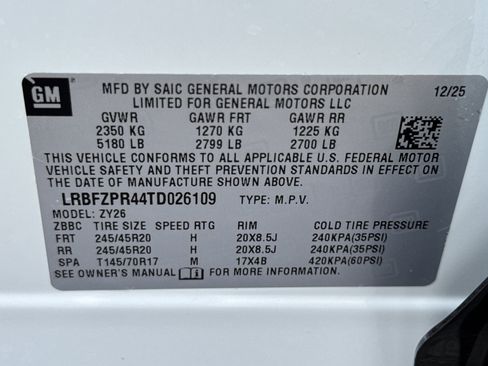 GM
MFD BY SAIC GENERAL MOTORS CORPORATION 12/25
LIMITED FOR GENERAL MOTORS LLC
GVWR GAWR FRT GAWR RR
2350 KG 1270 KG 1225 KG
5180 LB 2799 LB 2700 LB
THIS VEHICLE CONFORMS TO ALL APPLICABLE U.S. FEDERAL MOTOR
VEHICLE SAFETY AND THEFT PREVENTION STANDARDS IN EFFECT ON
THE DATE OF MANUFACTURE SHOWN ABOVE.
LRBFZPR44TD026109 TYPE: M.P.V.
MODEL: ZY26
ZBBC TIRE SIZE SPEED RTG RIM COLD TIRE PRESSURE
FRT 245/45R20 H 20X8.5J 240KPA(35PSI)
RR 245/45R20 H 20X8.5J 240KPA(35PSI)
SPA T145/70R17 M 17X4B 420KPA(60PSI)
SEE OWNER'S MANUAL FOR MORE INFORMATION.